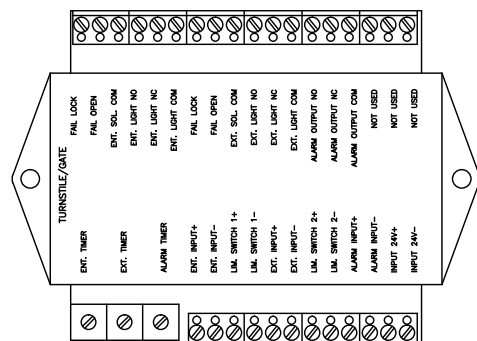 TURNSTILE/GATE
FAIL LOCK
FAIL OPEN
ENT. SOL. COM
ENT. LIGHT NO
ENT. LIGHT NC
ENT. LIGHT COM
FAIL LOCK
FAIL OPEN
EXT. SOL. COM
EXT. LIGHT NO
EXT. LIGHT NC
EXT. LIGHT COM
ALARM OUTPUT NO
ALARM OUTPUT NC
ALARM OUTPUT COM
NOT USED
NOT USED
NOT USED
ENT. TIMER
EXT. TIMER
ALARM TIMER
ENT. INPUT+
ENT. INPUT-
LIM. SWITCH 1+
LIM. SWITCH 1-
EXT. INPUT+
EXT. INPUT-
LIM. SWITCH 2+
LIM. SWITCH 2-
ALARM INPUT+
ALARM INPUT-
INPUT 24V+
INPUT 24V-